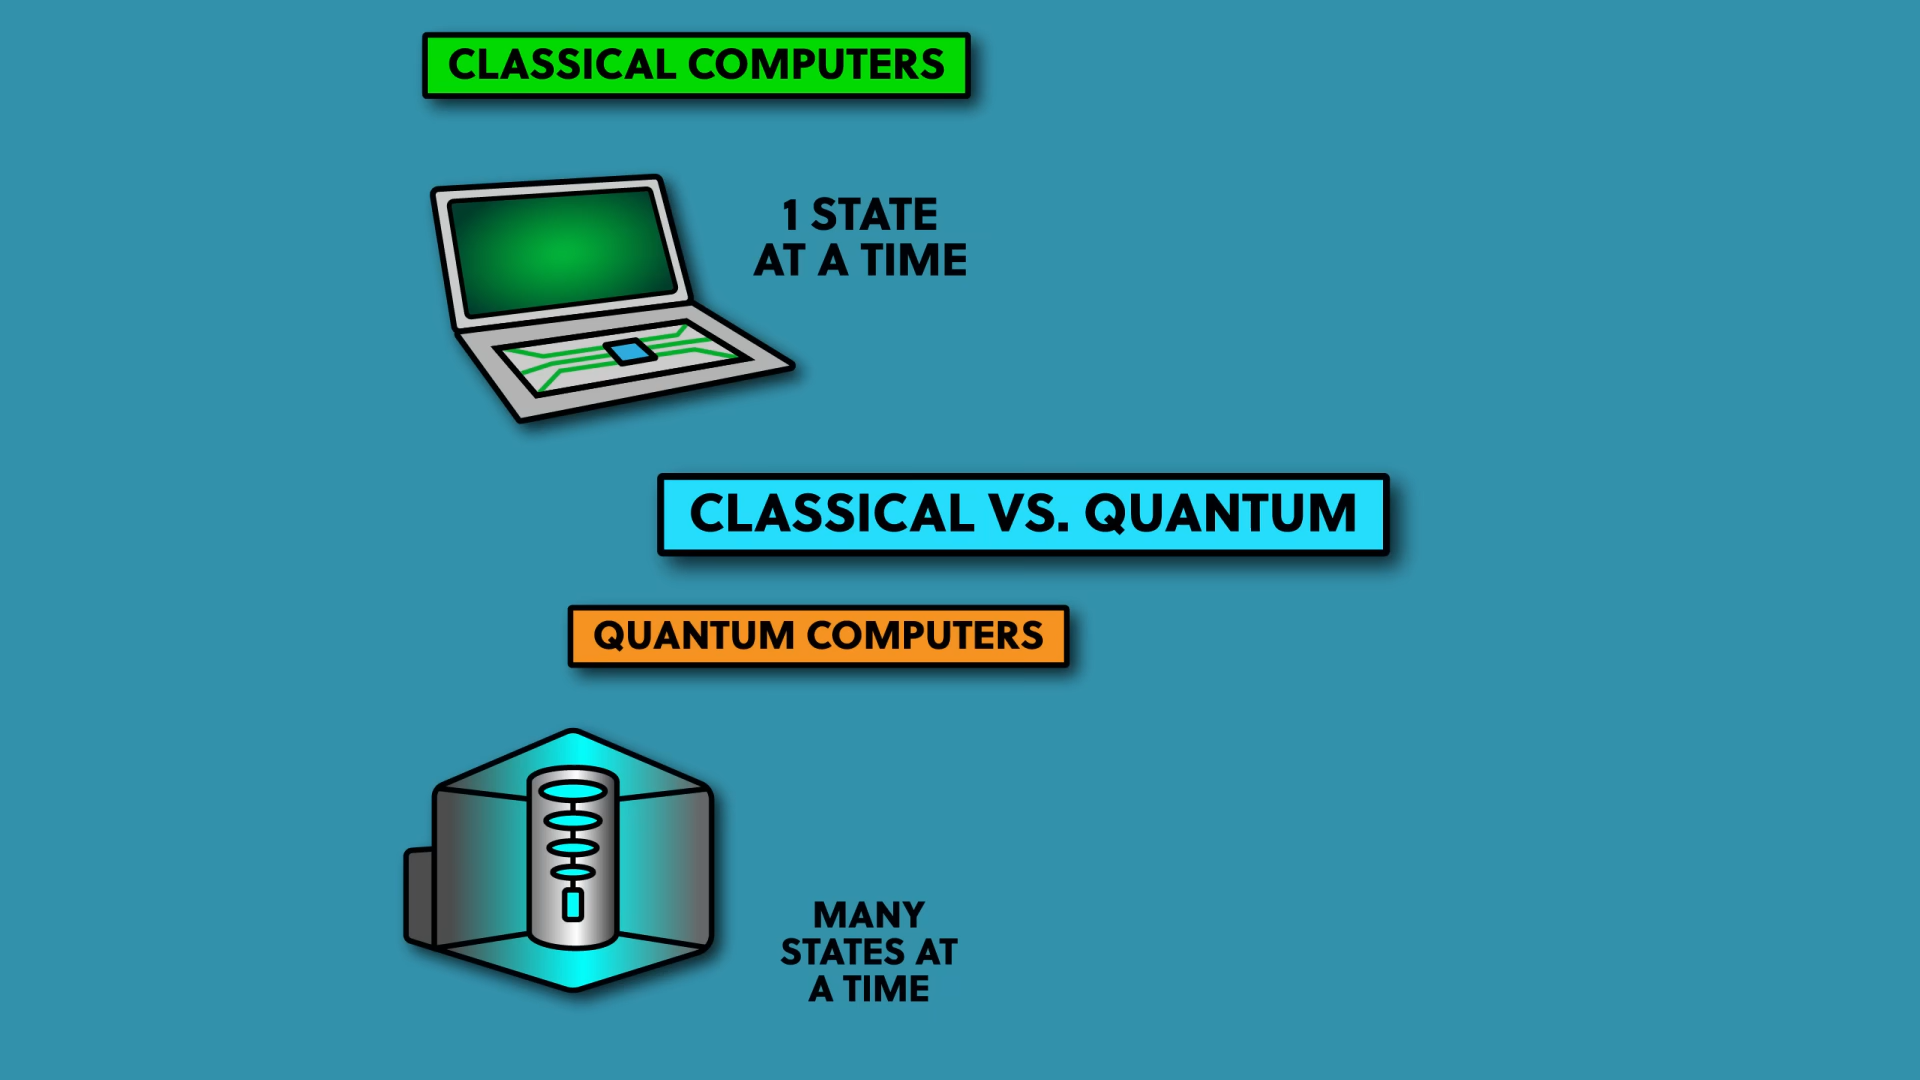 CLASSICAL COMPUTERS
1 STATE
AT A TIME
CLASSICAL VS. QUANTUM
QUANTUM COMPUTERS
MANY
STATES AT
A TIME